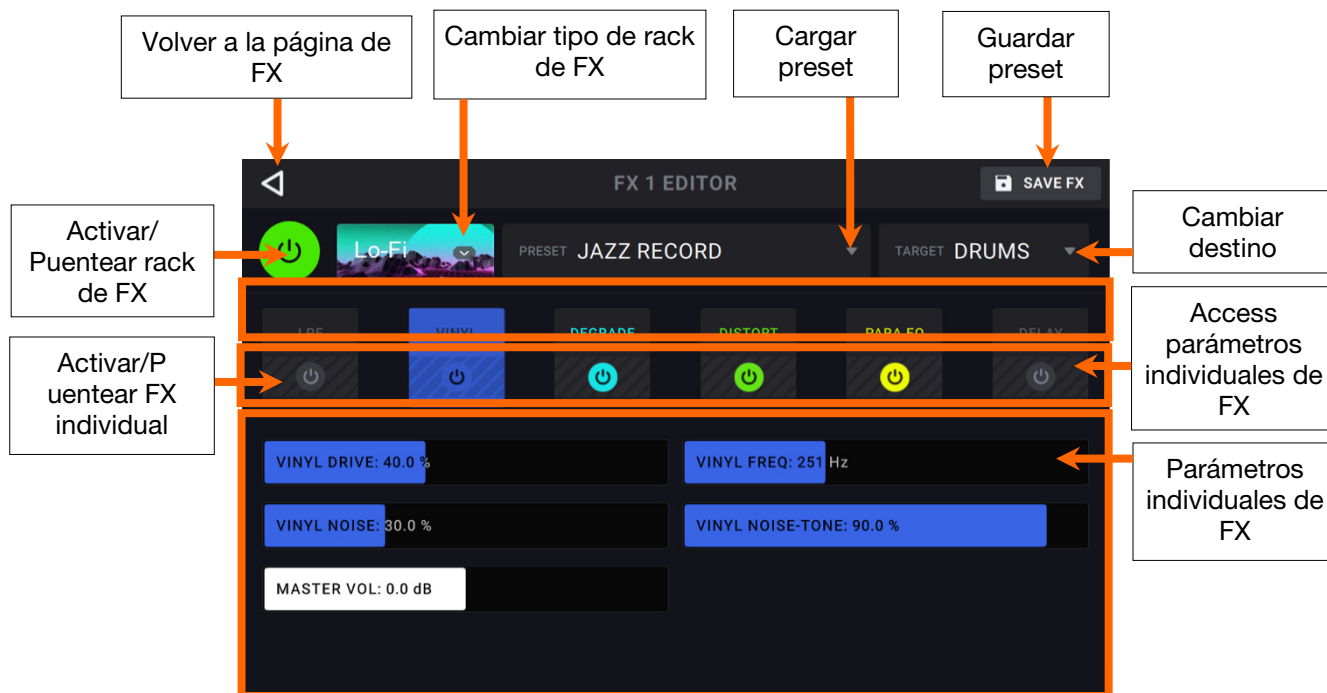 Volver a la página de
FX
Cambiar tipo de rack
de FX
Cargar
preset
Guardar
preset
FX 1 EDITOR
SAVE FX
Activar/
Puentear rack
de FX
Lo-Fi
PRESET JAZZ RECORD
TARGET DRUMS
Cambiar
destino
LPF
VINYL
DEGRADE
DISTORT
PARA EQ
DELAY
Access
parámetros
individuales de
FX
Activar/P
uentear FX
individual
VINYL DRIVE: 40.0 %
VINYL FREQ: 251 Hz
Parámetros
individuales de
FX
VINYL NOISE: 30.0 %
VINYL NOISE-TONE: 90.0 %
MASTER VOL: 0.0 dB